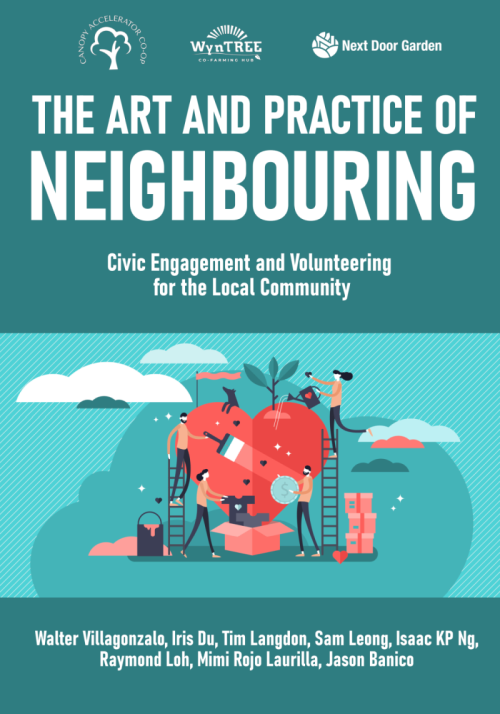 CANOPY ACCELERATOR CO-OP
WYNTREE
CO-FARMING HUB
Next Door Garden
THE ART AND PRACTICE OF
NEIGHBOURING
Civic Engagement and Volunteering
for the Local Community
Walter Villagonzalo, Iris Du, Tim Langdon, Sam Leong, Isaac KP Ng,
Raymond Loh, Mimi Rojo Laurilla, Jason Banico